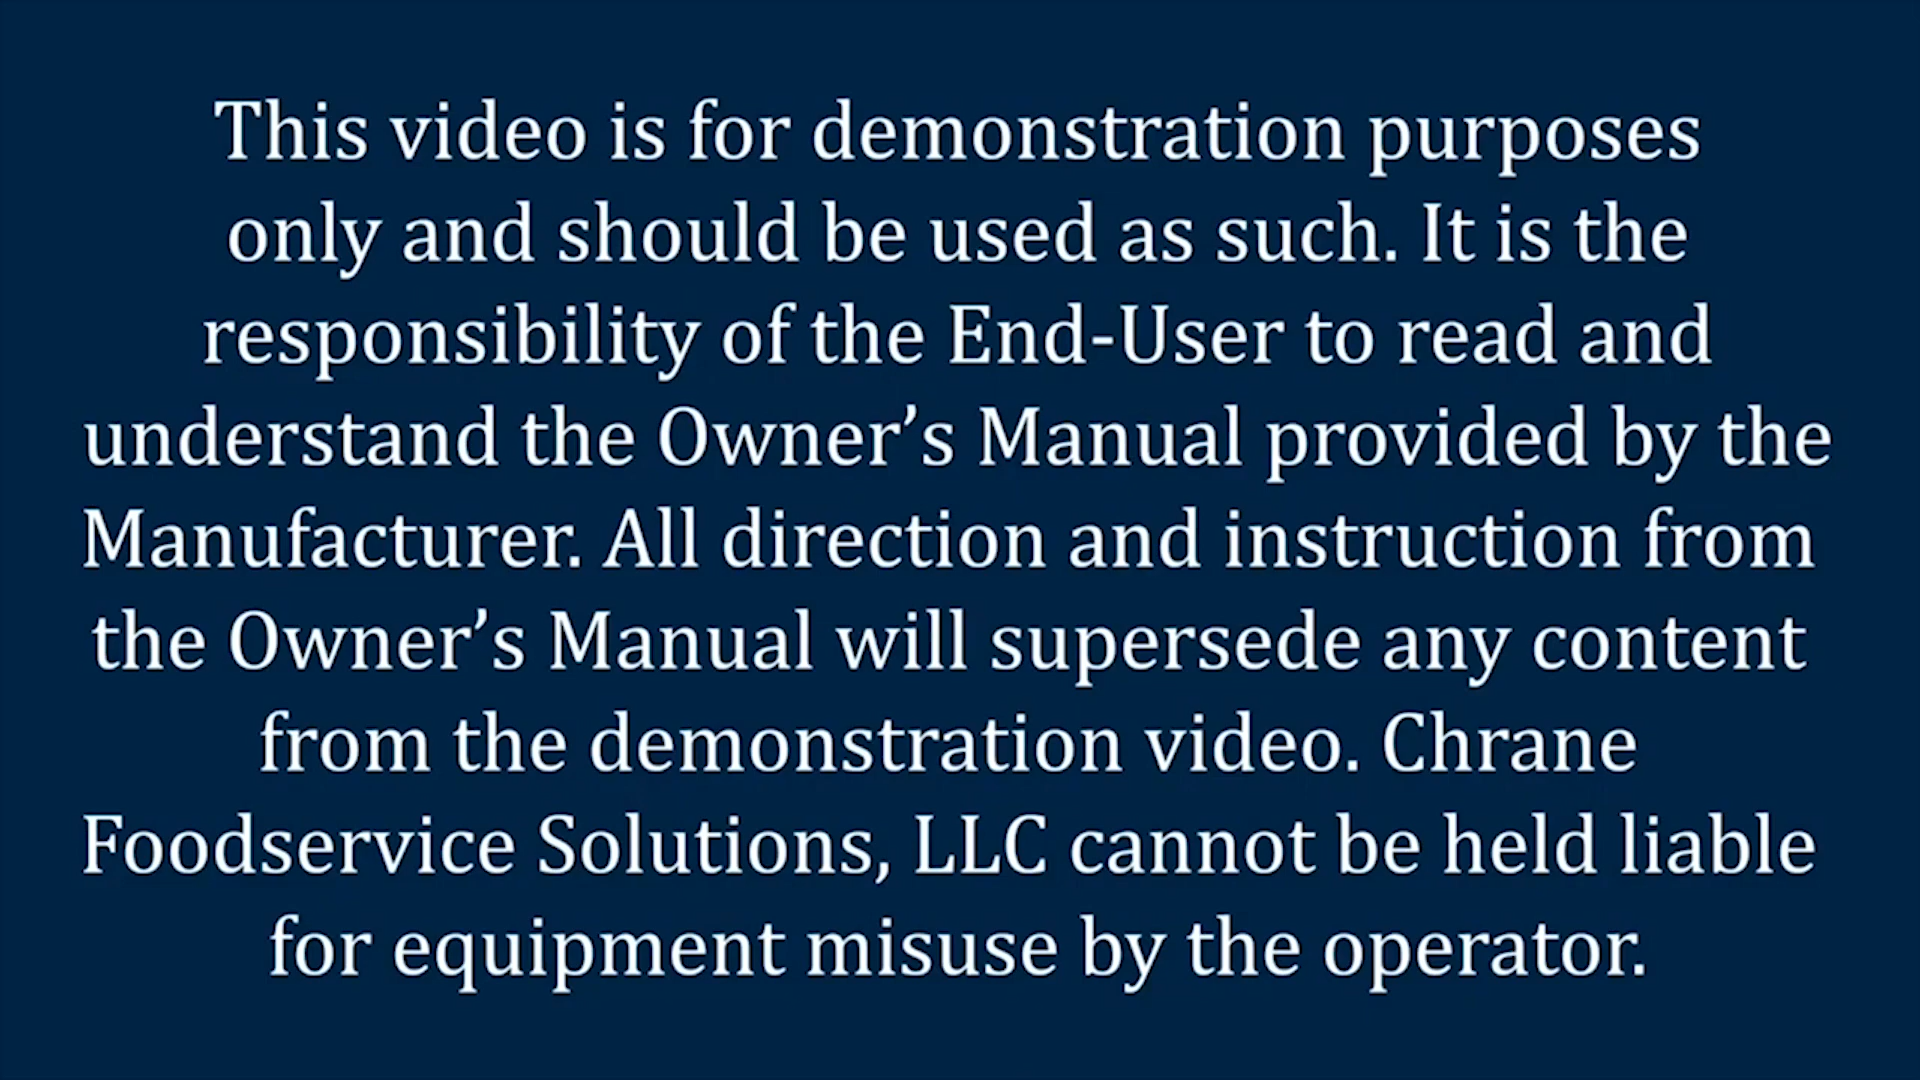 This video is for demonstration purposes
only and should be used as such. It is the
responsibility of the End-User to read and
understand the Owner’s Manual provided by the
Manufacturer. All direction and instruction from
the Owner’s Manual will supersede any content
from the demonstration video. Chrane
Foodservice Solutions, LLC cannot be held liable
for equipment misuse by the operator.